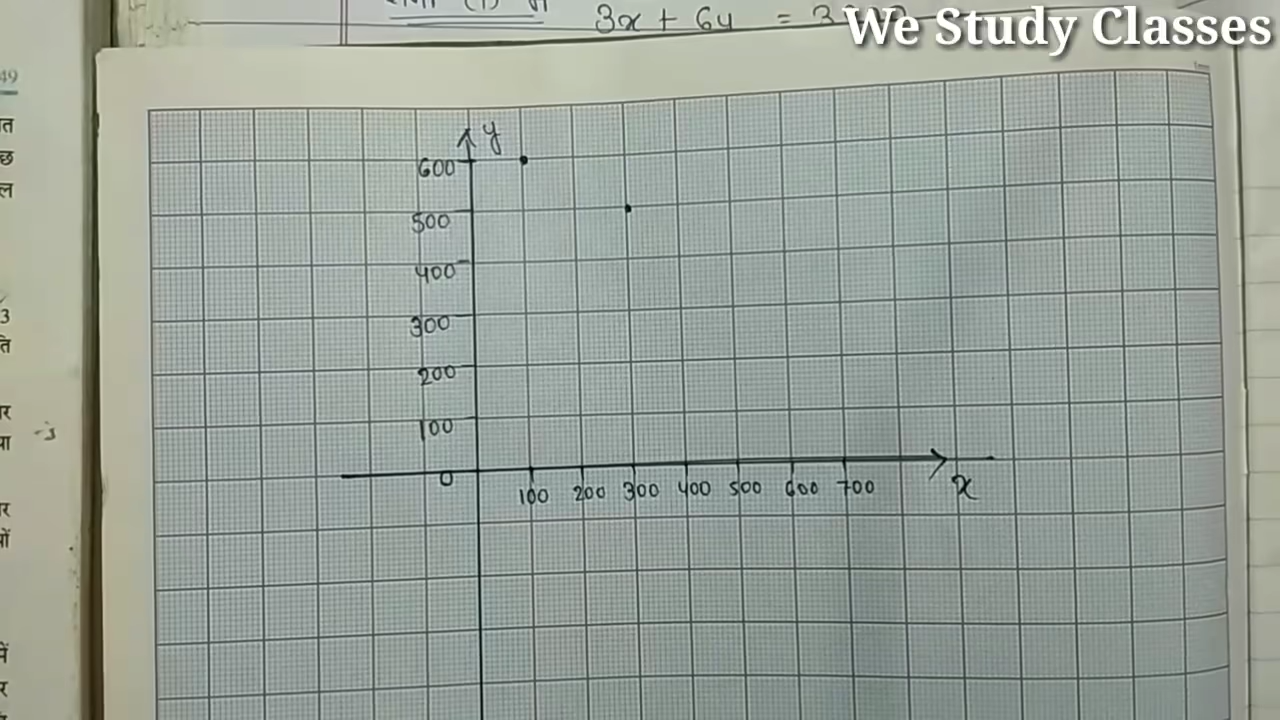 3x + 6y = 3
We Study Classes
49
त
छ
ल
y
600
500
400
300
3
ति
200
र
100
या
0
100 200 300 400 500 600 700
x
र
यों
में
र